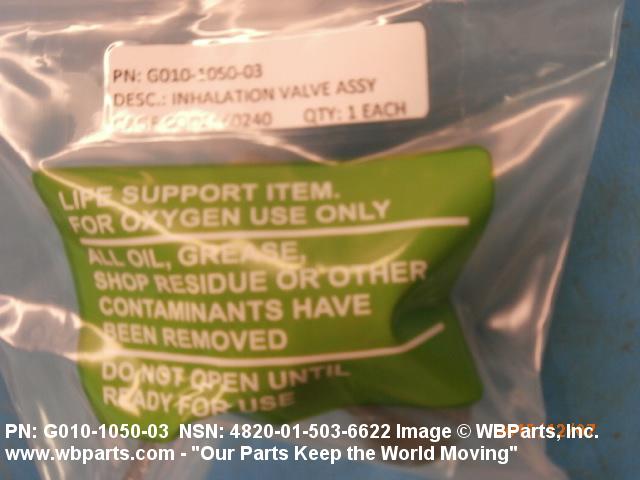 PN: G010-1050-03
DESC.: INHALATION VALVE ASSY
CAGE CODE: K0240 QTY: 1 EACH
LIFE SUPPORT ITEM.
FOR OXYGEN USE ONLY
ALL OIL, GREASE,
SHOP RESIDUE OR OTHER
CONTAMINANTS HAVE
BEEN REMOVED
DO NOT OPEN UNTIL
READY FOR USE
PN: G010-1050-03 NSN: 4820-01-503-6622 Image © WBParts, Inc.
www.wbparts.com - "Our Parts Keep the World Moving"